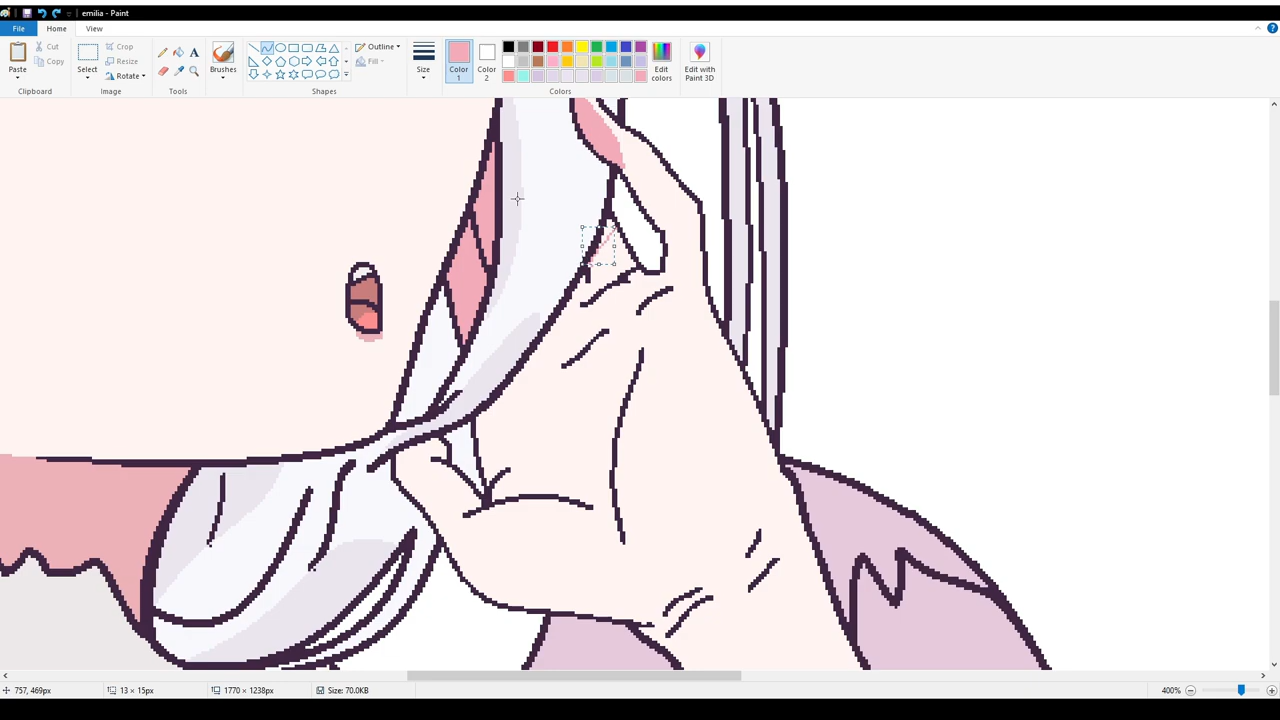 emilia - Paint
File
Home
View
Paste
Cut
Copy
Clipboard
Select
Crop
Resize
Rotate
Image
A
Tools
Brushes
Outline
Fill
Shapes
Size
Color
1
Color
2
Edit
colors
Colors
Edit with
Paint 3D
757, 469px
13 × 15px
1770 × 1238px
Size: 70.0KB
400%